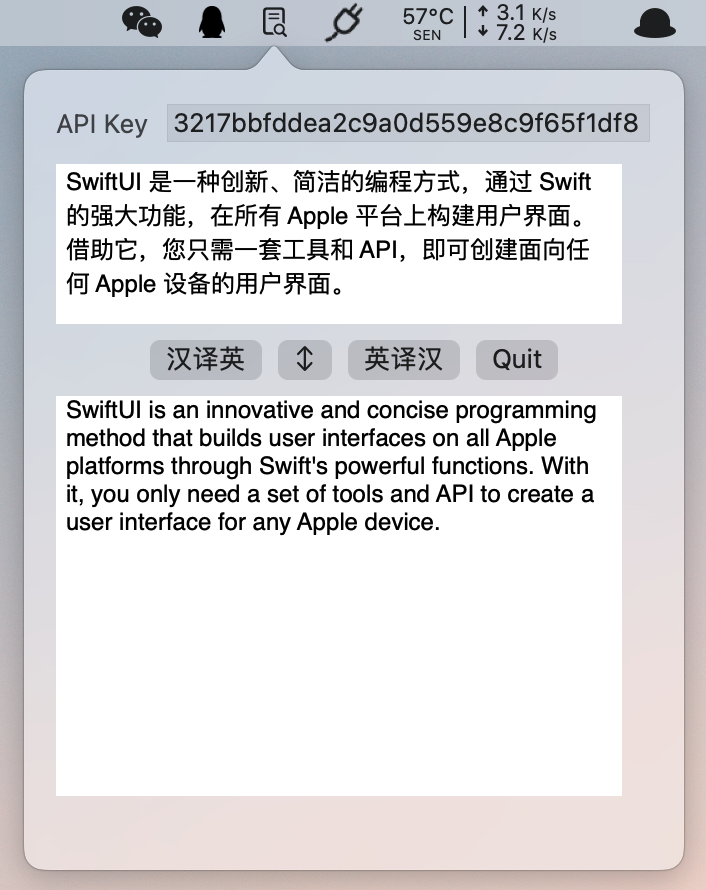 57°C
SEN
↑ 3.1 K/s
↓ 7.2 K/s
API Key 3217bbfddea2c9a0d559e8c9f65f1df8
SwiftUI 是一种创新、简洁的编程方式，通过 Swift
的强大功能，在所有 Apple 平台上构建用户界面。
借助它，您只需一套工具和 API，即可创建面向任
何 Apple 设备的用户界面。
汉译英 ↕ 英译汉 Quit
SwiftUI is an innovative and concise programming
method that builds user interfaces on all Apple
platforms through Swift's powerful functions. With
it, you only need a set of tools and API to create a
user interface for any Apple device.